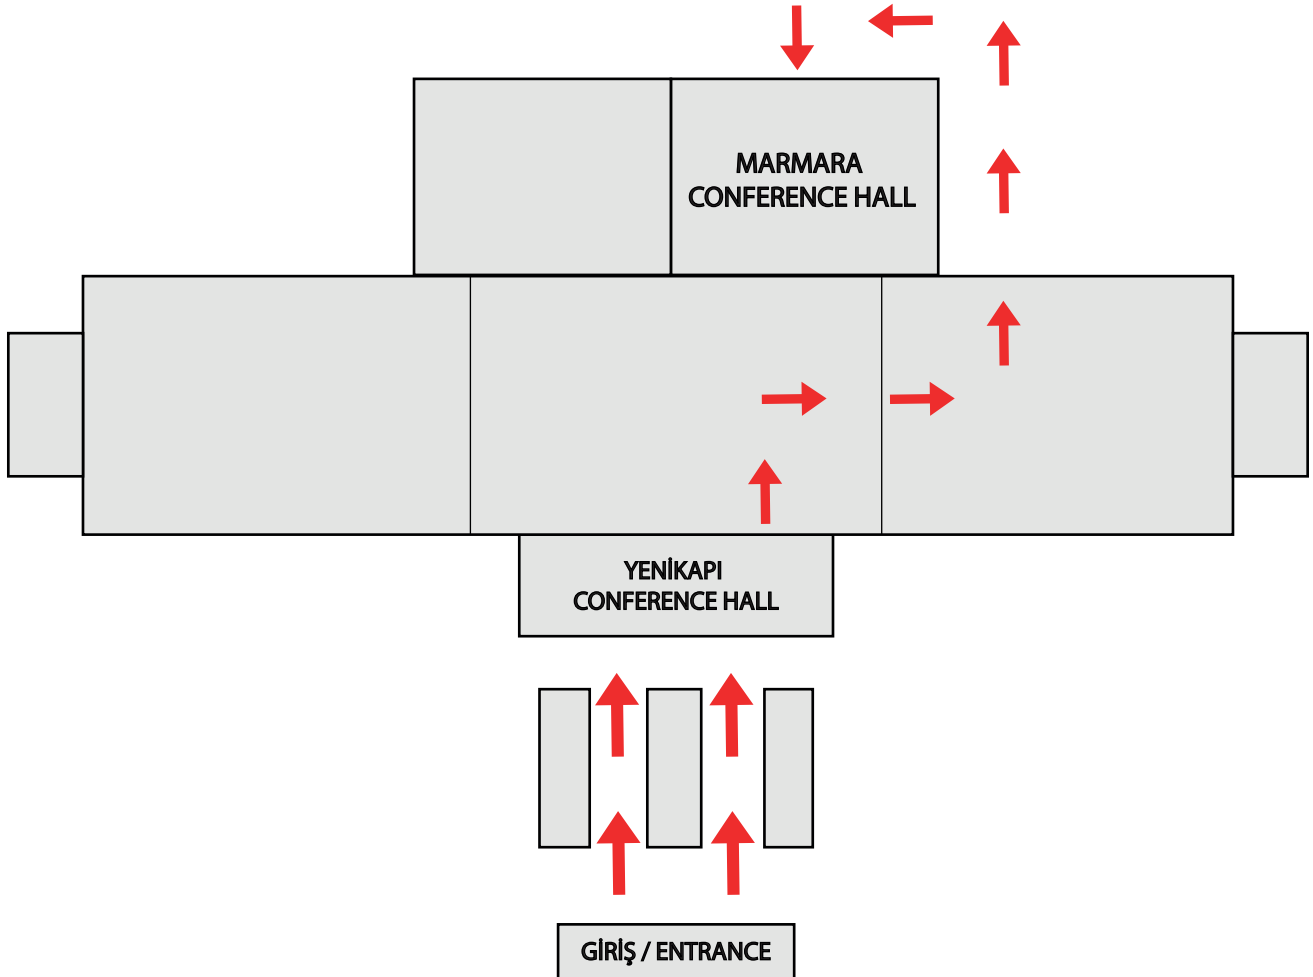 MARMARA
CONFERENCE HALL
YENİKAPI
CONFERENCE HALL
GİRİŞ / ENTRANCE